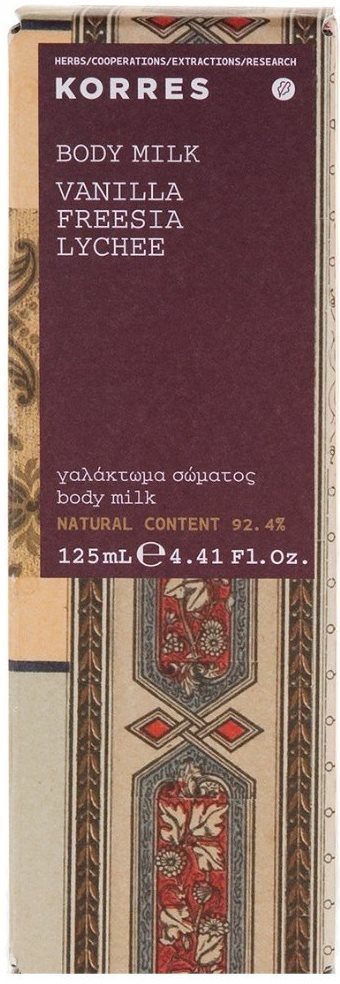 HERBS/COOPERATIONS/EXTRACTIONS/RESEARCH
KORRES
BODY MILK
VANILLA
FREESIA
LYCHEE
γαλάκτωμα σώματος
body milk
NATURAL CONTENT 92.4%
125mL ℮ 4.41 Fl.Oz.